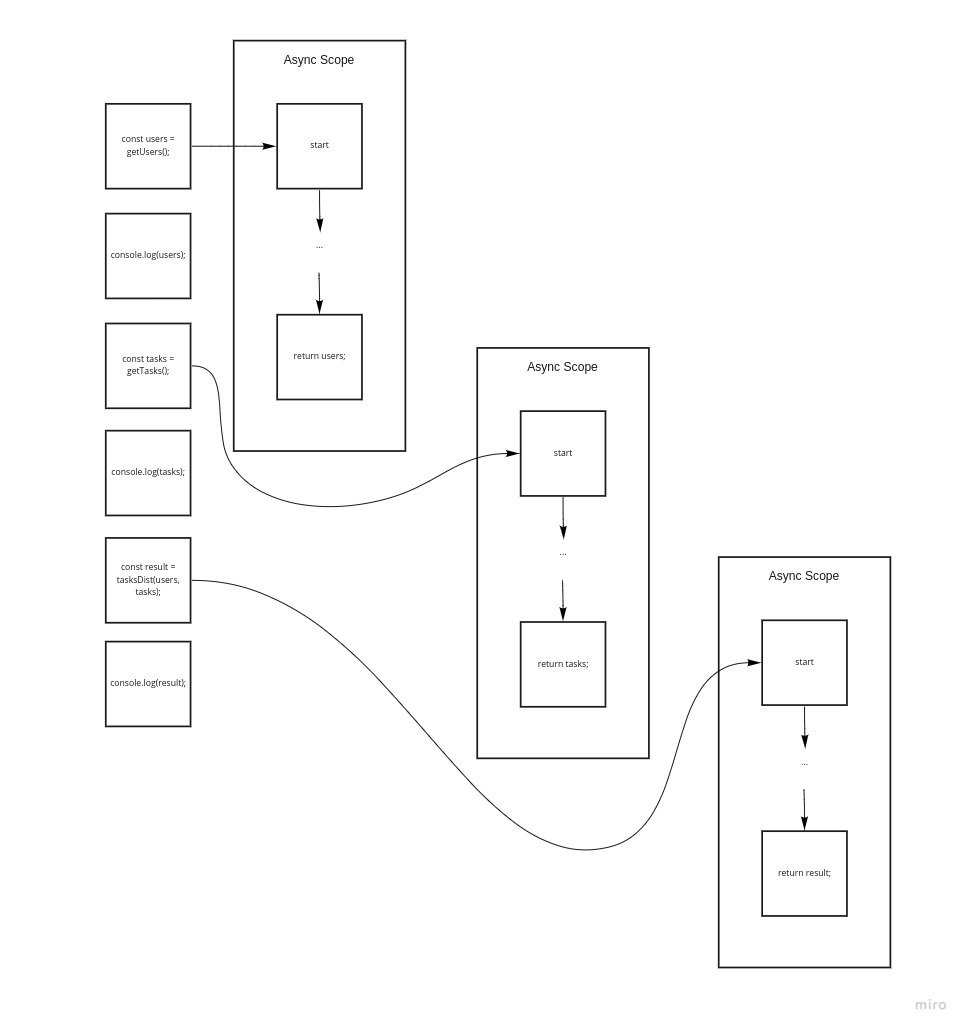 Async Scope
const users =
getUsers();
start
console.log(users);
...
return users;
const tasks =
getTasks();
Async Scope
start
console.log(tasks);
...
return tasks;
const result =
tasksDist(users,
tasks);
Async Scope
start
console.log(result);
...
return result;
miro